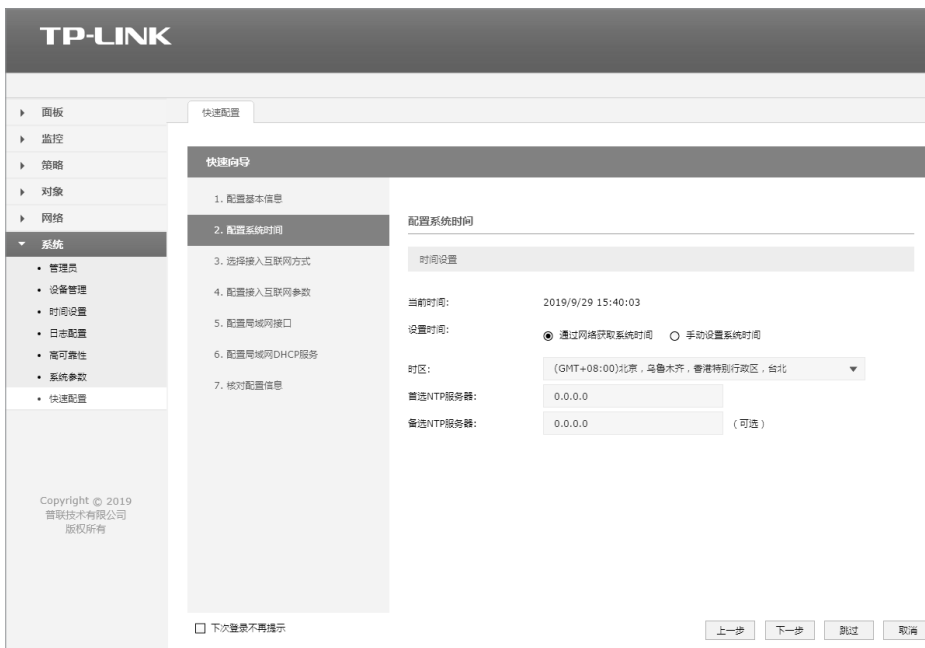 TP-LINK
面板
监控
策略
对象
网络
系统
管理员
设备管理
时间设置
日志配置
高可靠性
系统参数
快速配置
Copyright © 2019
普联技术有限公司
版权所有
快速配置
快速向导
1. 配置基本信息
2. 配置系统时间
3. 选择接入互联网方式
4. 配置接入互联网参数
5. 配置局域网接口
6. 配置局域网DHCP服务
7. 核对配置信息
配置系统时间
时间设置
当前时间: 2019/9/29 15:40:03
设置时间: 通过网络获取系统时间 手动设置系统时间
时区: (GMT+08:00)北京，乌鲁木齐，香港特别行政区，台北
首选NTP服务器: 0.0.0.0
备选NTP服务器: 0.0.0.0 （可选）
下次登录不再提示
上一步 下一步 跳过 取消